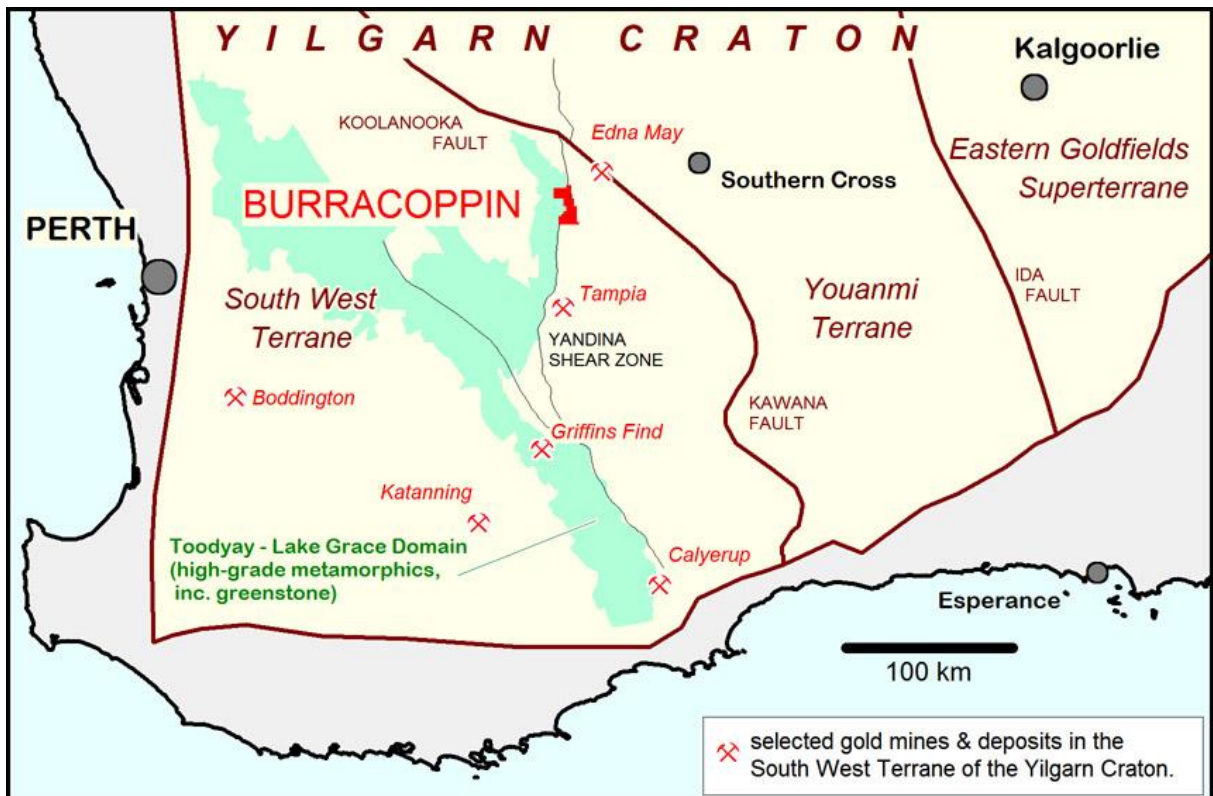 YILGARN CRATON
Kalgoorlie
KOOLANOOKA
FAULT
Edna May
Southern Cross
Eastern Goldfields
Superterrane
BURRACOPPIN
PERTH
South West
Terrane
Tampia
Youanmi
Terrane
IDA
FAULT
YANDINA
SHEAR ZONE
Boddington
KAWANA
FAULT
Griffins Find
Katanning
Toodyay - Lake Grace Domain
(high-grade metamorphics,
inc. greenstone)
Calyerup
Esperance
100 km
selected gold mines & deposits in the
South West Terrane of the Yilgarn Craton.